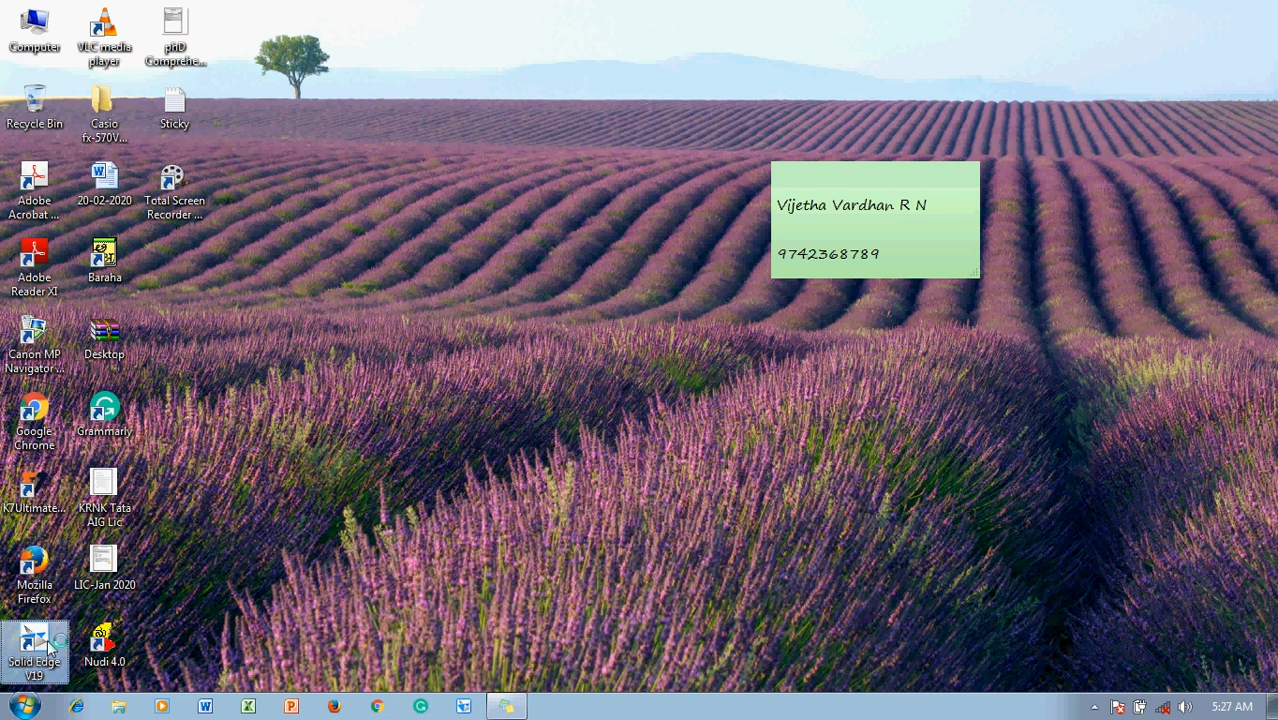 Computer
VLC media
player
phD
Comprehe...
Recycle Bin
Casio
fx-570V...
Sticky
Adobe
Acrobat ...
20-02-2020
Total Screen
Recorder ...
Adobe
Reader XI
Baraha
Canon MP
Navigator ...
Desktop
Google
Chrome
Grammarly
K7Ultimate...
KRNK Tata
AIG Lic
Mozilla
Firefox
LIC-Jan 2020
Solid Edge
V19
Nudi 4.0
Vijetha Vardhan R N
9742368789
5:27 AM